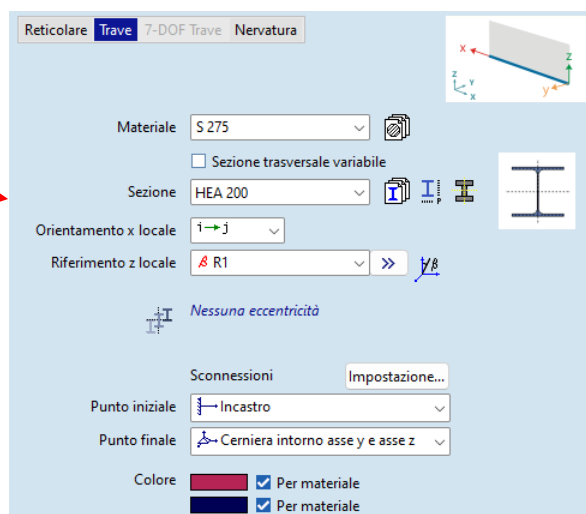 Reticolare Trave 7-DOF Trave Nervatura
x z y
z y x
Materiale S 275
Sezione trasversale variabile
Sezione HEA 200
Orientamento x locale i→j
Riferimento z locale β R1 >> β
Nessuna eccentricità
Sconnessioni Impostazione...
Punto iniziale Incastro
Punto finale Cerniera intorno asse y e asse z
Colore Per materiale
Per materiale